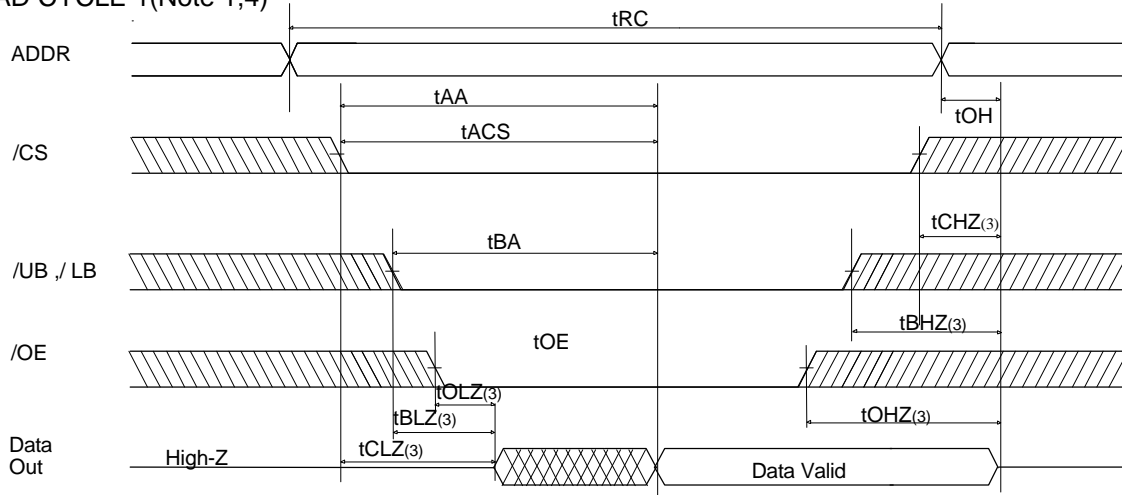 CYCLE 1(Note 1,4)
tRC
ADDR
tAA
tOH
tACS
/CS
tCHZ(3)
tBA
/UB ,/ LB
tBHZ(3)
tOE
/OE
tOLZ(3)
tBLZ(3)
tOHZ(3)
Data
Out
High-Z
tCLZ(3)
Data Valid